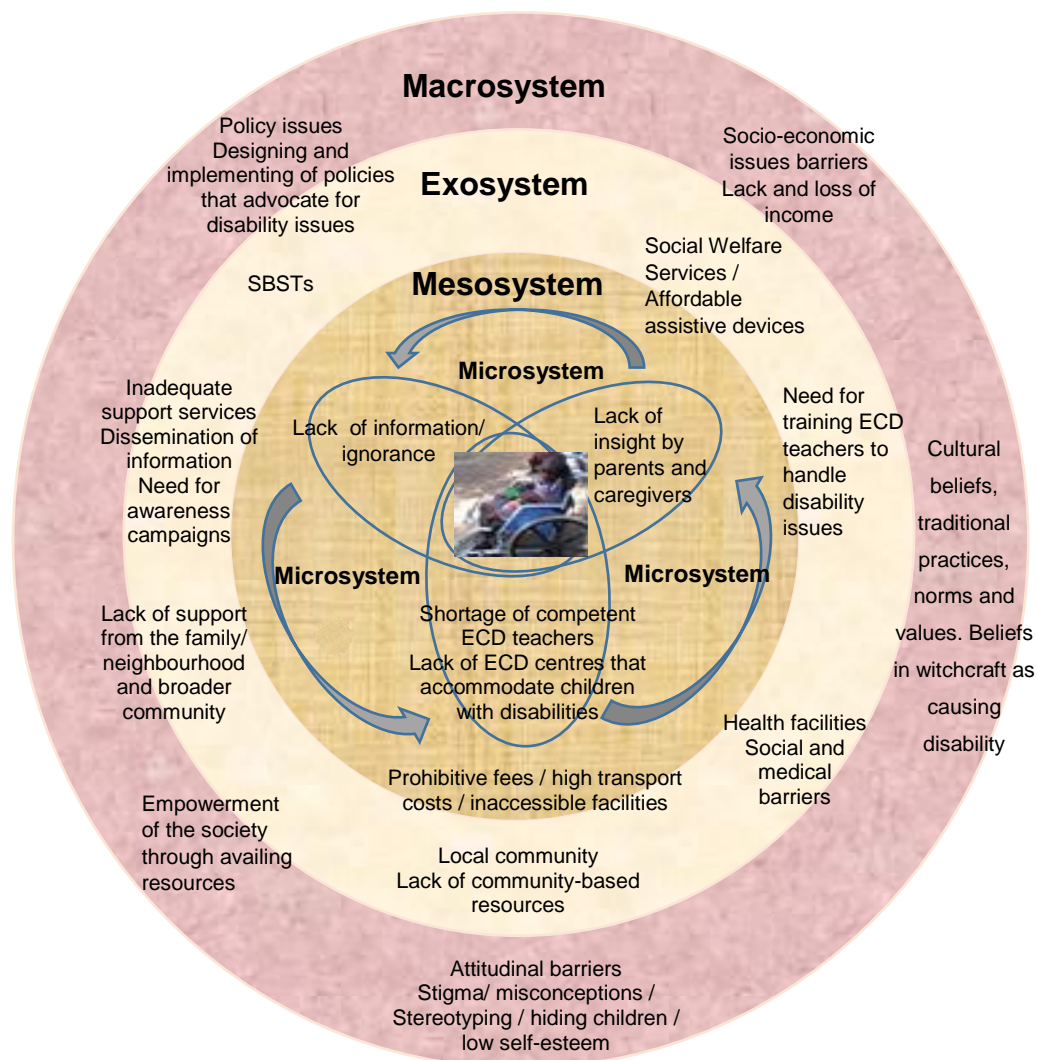 Macrosystem
Policy issues
Designing and
implementing of policies
that advocate for
disability issues
Socio-economic
issues barriers
Lack and loss of
income
Exosystem
SBSTs
Social Welfare
Services /
Affordable
assistive devices
Mesosystem
Microsystem
Inadequate
support services
Dissemination of
information
Need for
awareness
campaigns
Lack of information/
ignorance
Lack of
insight by
parents and
caregivers
Need for
training ECD
teachers to
handle
disability
issues
Cultural
beliefs,
traditional
practices,
norms and
values. Beliefs
in witchcraft as
causing
disability
Microsystem
Microsystem
Lack of support
from the family/
neighbourhood
and broader
community
Shortage of competent
ECD teachers
Lack of ECD centres that
accommodate children
with disabilities
Health facilities
Social and
medical
barriers
Prohibitive fees / high transport
costs / inaccessible facilities
Empowerment
of the society
through availing
resources
Local community
Lack of community-based
resources
Attitudinal barriers
Stigma/ misconceptions /
Stereotyping / hiding children /
low self-esteem